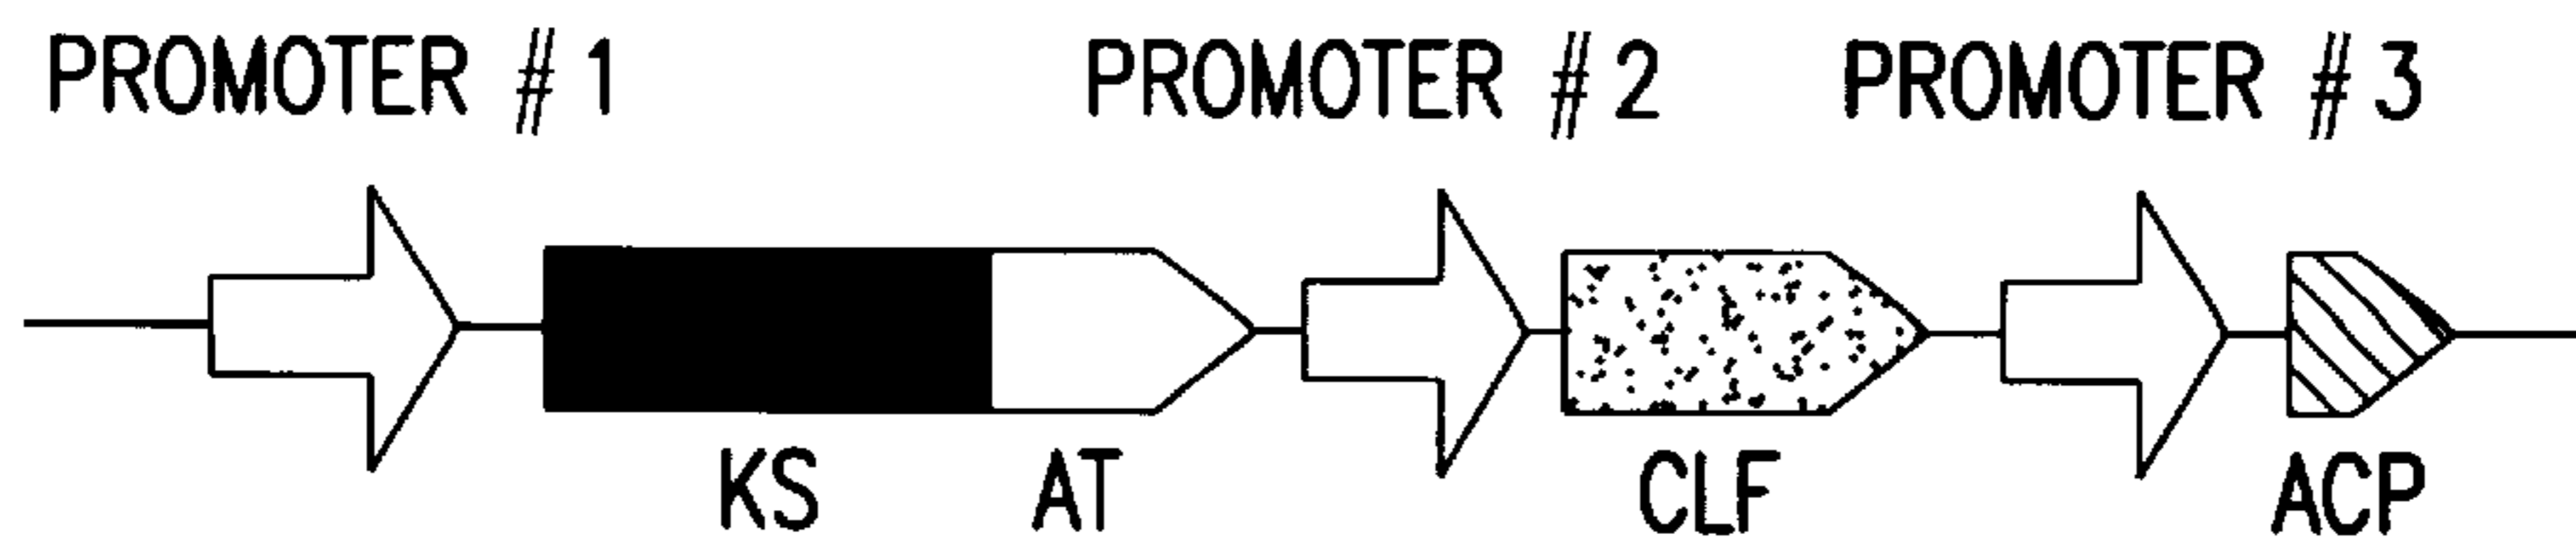 PROMOTER #1 PROMOTER #2 PROMOTER #3
KS AT CLF ACP